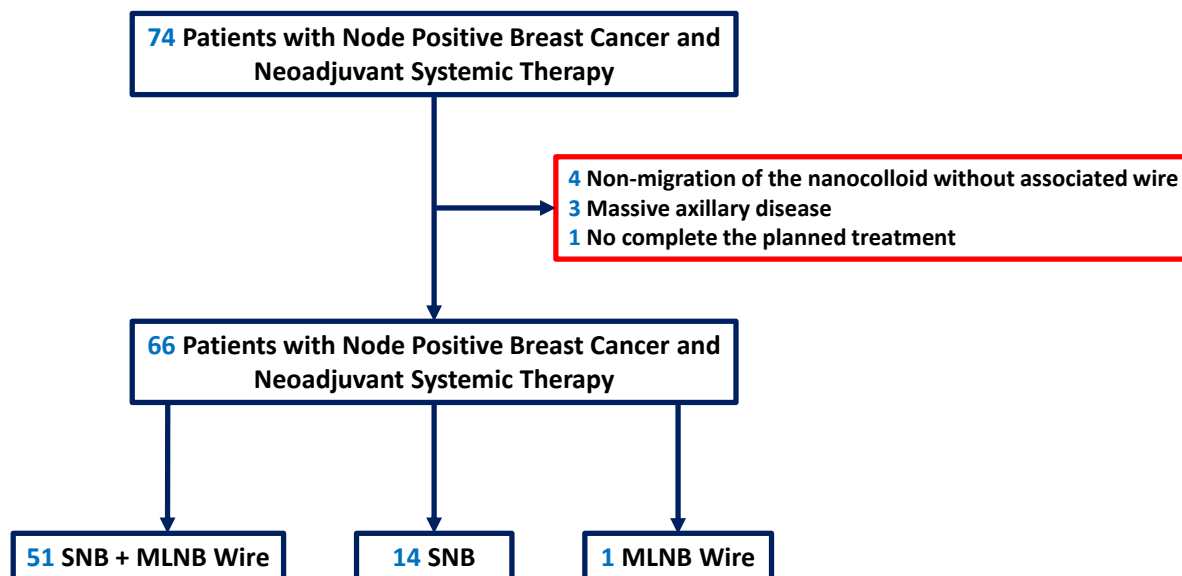 74 Patients with Node Positive Breast Cancer and
Neoadjuvant Systemic Therapy
4 Non-migration of the nanocolloid without associated wire
3 Massive axillary disease
1 No complete the planned treatment
66 Patients with Node Positive Breast Cancer and
Neoadjuvant Systemic Therapy
51 SNB + MLNB Wire
14 SNB
1 MLNB Wire